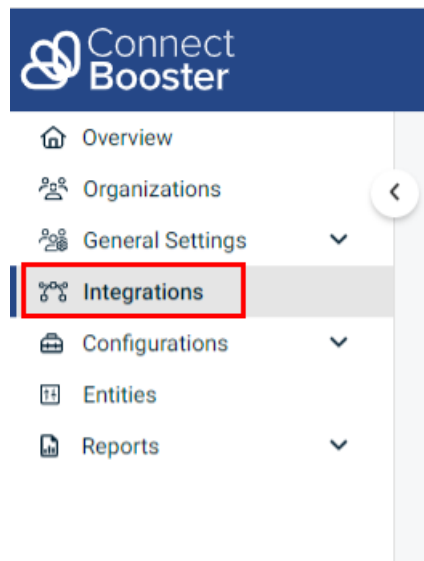 Connect
Booster
Overview
Organizations
General Settings
Integrations
Configurations
Entities
Reports